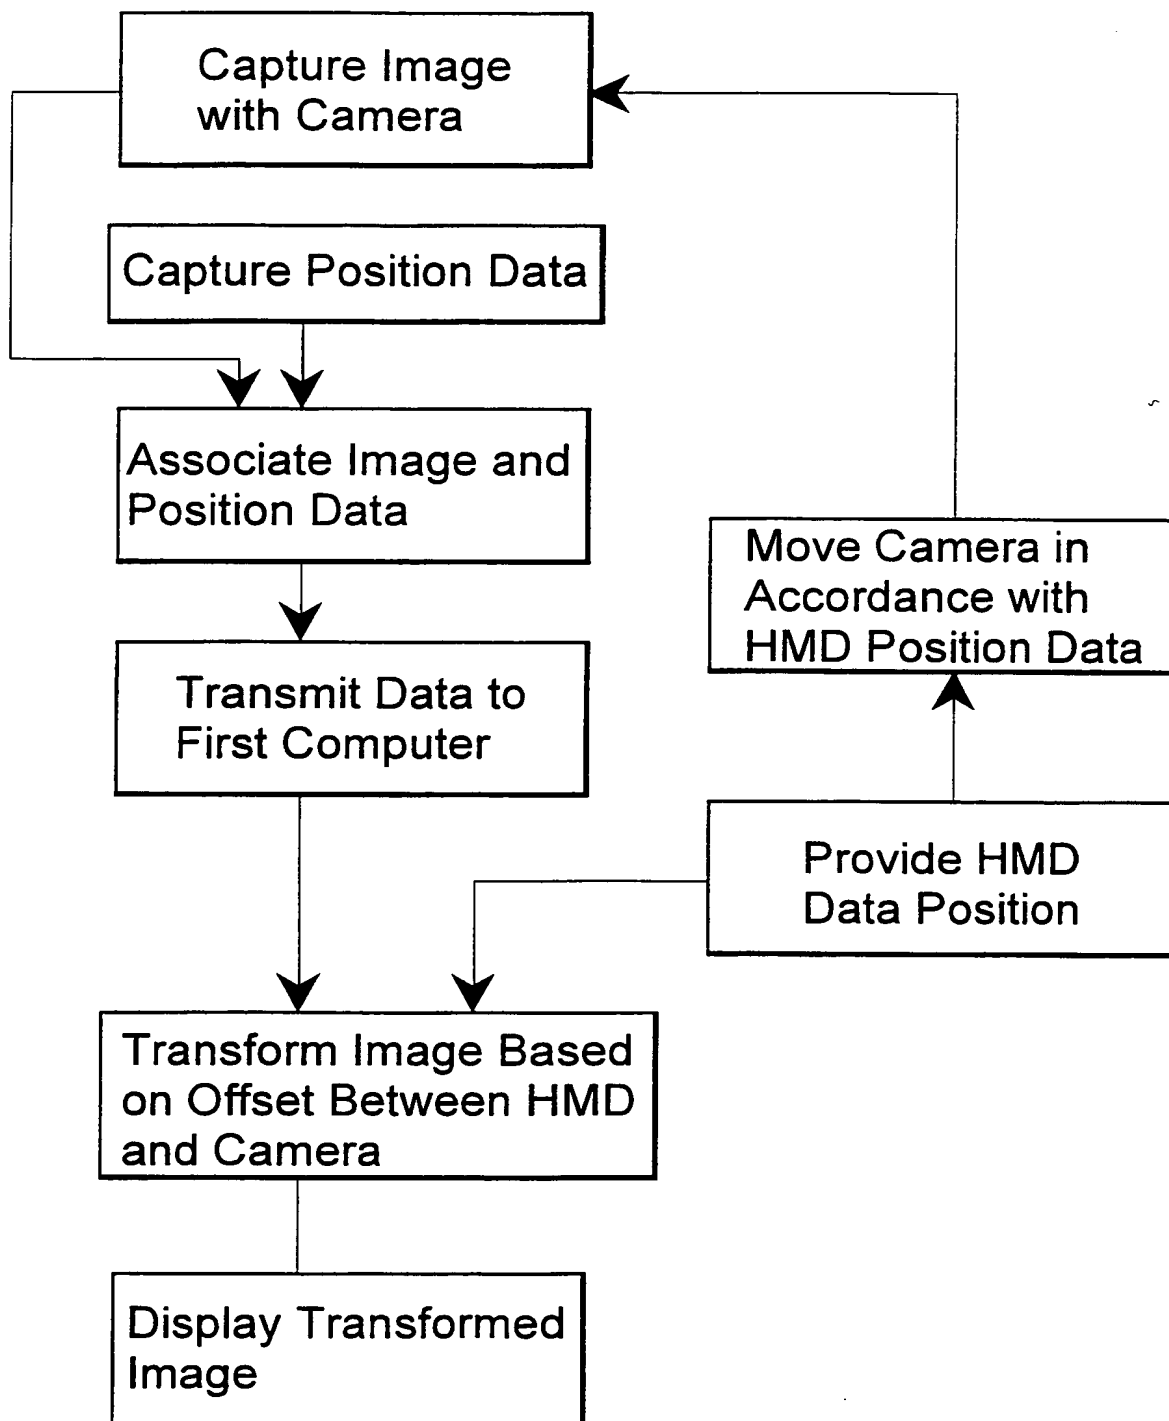 Capture Image
with Camera
Capture Position Data
Associate Image and
Position Data
Move Camera in
Accordance with
HMD Position Data
Transmit Data to
First Computer
Provide HMD
Data Position
Transform Image Based
on Offset Between HMD
and Camera
Display Transformed
Image